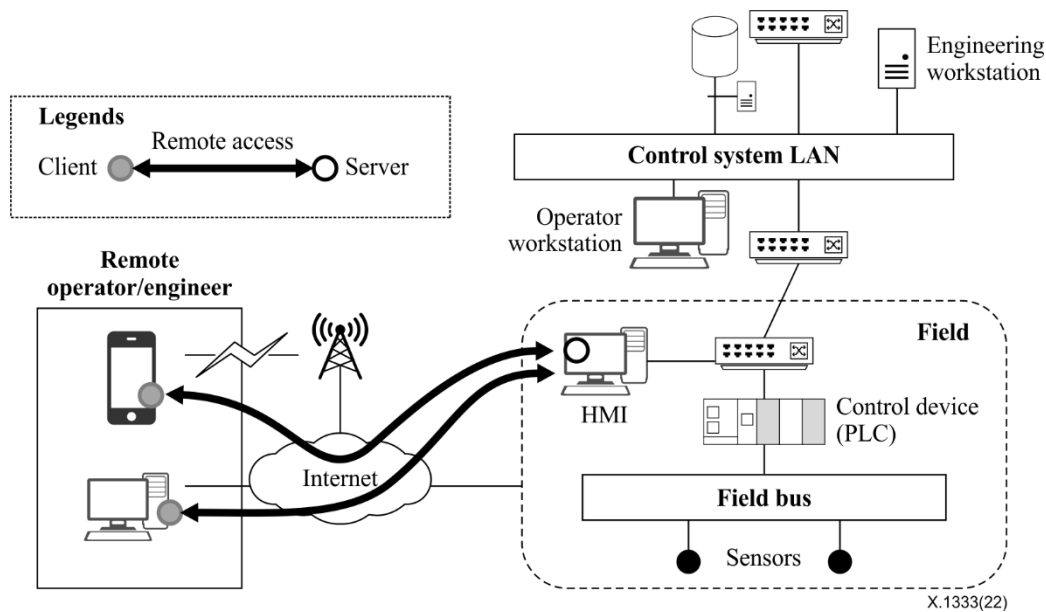 Legends
Remote access
Client
Server
Engineering
workstation
Control system LAN
Operator
workstation
Remote
operator/engineer
Field
HMI
Control device
(PLC)
Internet
Field bus
Sensors
X.1333(22)